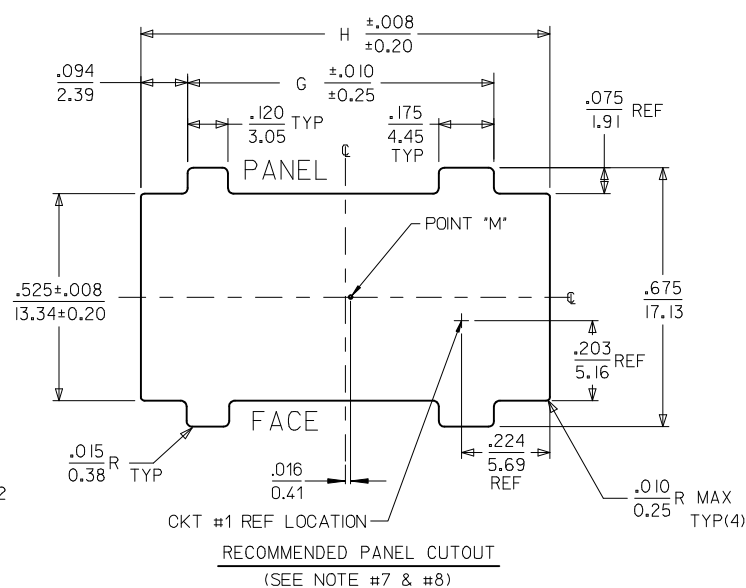 H ±.008
±0.20
.094
2.39
G ±.010
±0.25
.120
3.05 TYP
.175
4.45
TYP
.075
1.91 REF
℄
PANEL
POINT "M"
.525±.008
13.34±0.20
℄
.675
17.13
.203
5.16 REF
FACE
.015
0.38 R TYP
.224
5.69
REF
.016
0.41
.010
0.25 R MAX
TYP(4)
2
CKT #1 REF LOCATION
RECOMMENDED PANEL CUTOUT
(SEE NOTE #7 & #8)